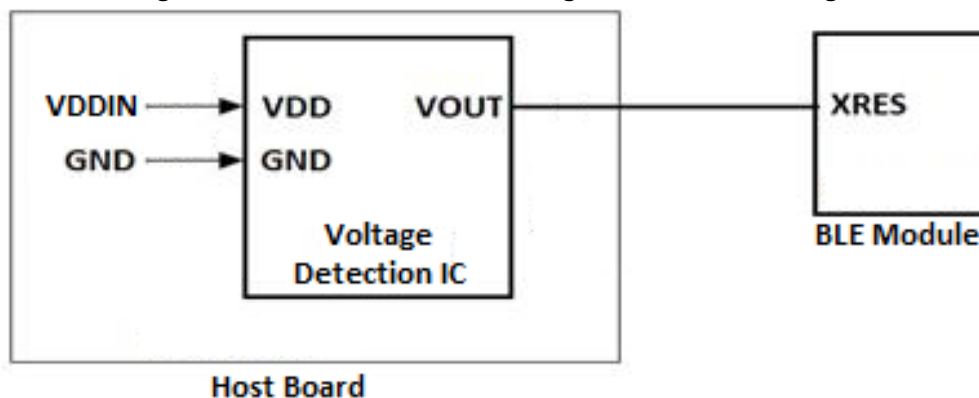 VDDIN
VDD
VOUT
XRES
GND
GND
BLE Module
Voltage
Detection IC
Host Board